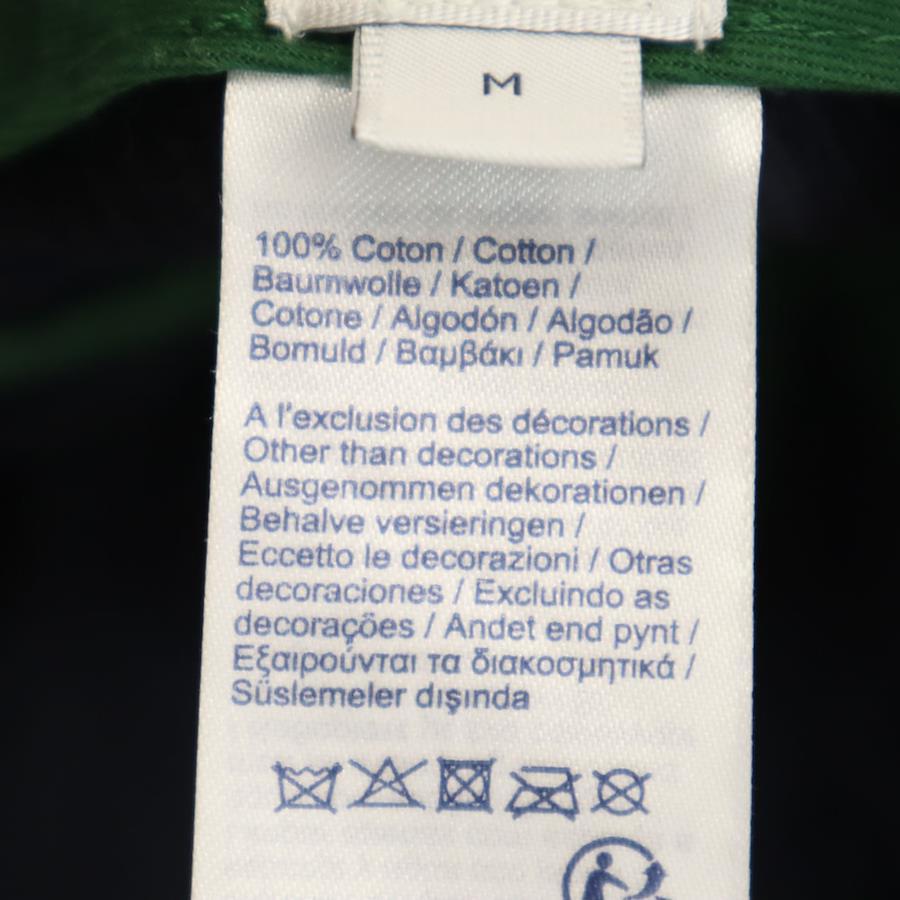 M
100% Coton / Cotton /
Baumwolle / Katoen /
Cotone / Algodón / Algodão /
Bomuld / Βαμβάκι / Pamuk
A l'exclusion des décorations /
Other than decorations /
Ausgenommen dekorationen /
Behalve versieringen /
Eccetto le decorazioni / Otras
decoraciones / Excluindo as
decorações / Andet end pynt /
Εξαιρούνται τα διακοσμητικά /
Süslemeler dışında